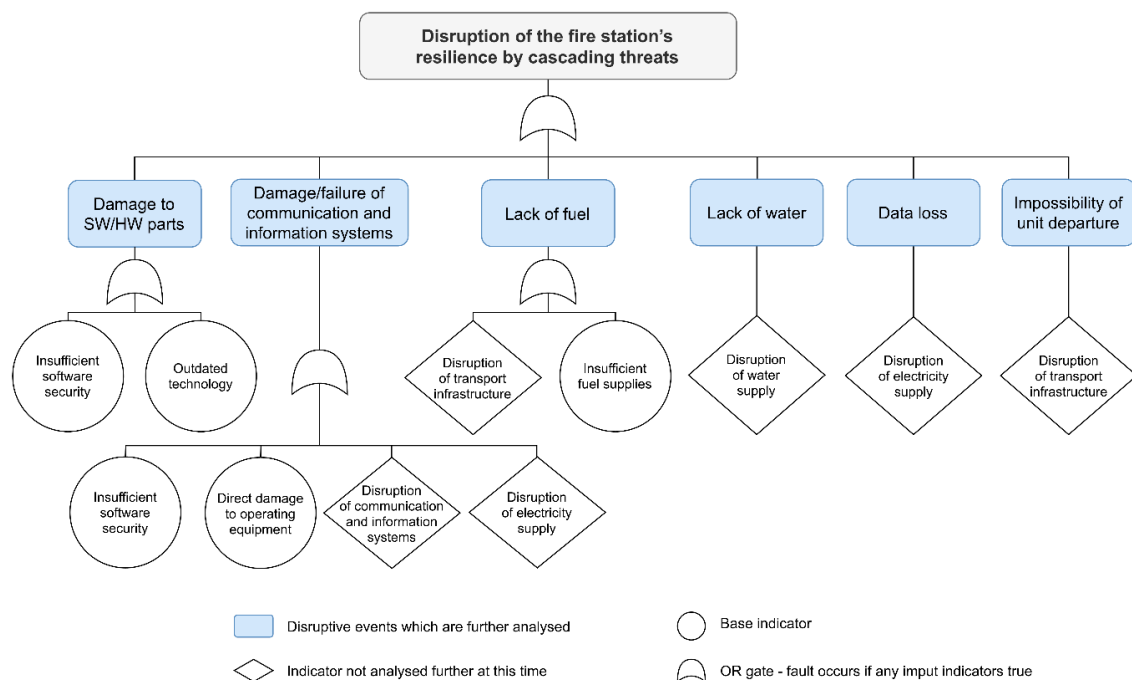 Disruption of the fire station's
resilience by cascading threats
Damage to
SW/HW parts
Damage/failure of
communication and
information systems
Lack of fuel
Lack of water
Data loss
Impossibility of
unit departure
Insufficient
software
security
Outdated
technology
Disruption
of transport
infrastructure
Insufficient
fuel supplies
Disruption
of water
supply
Disruption
of electricity
supply
Disruption
of transport
infrastructure
Insufficient
software
security
Direct damage
to operating
equipment
Disruption
of communication
and information
systems
Disruption
of electricity
supply
Disruptive events which are further analysed
Base indicator
Indicator not analysed further at this time
OR gate - fault occurs if any imput indicators true